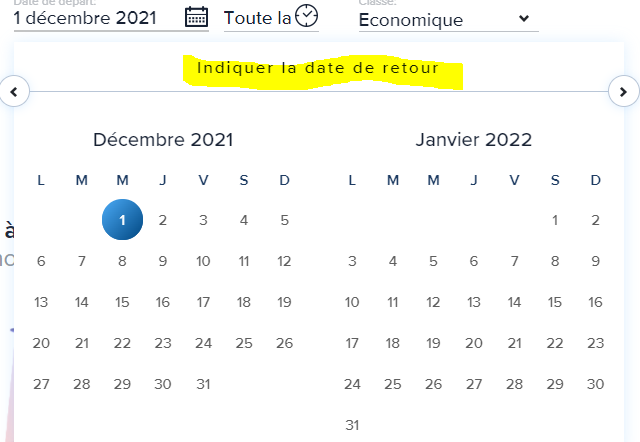 Date de départ:
Classe:
1 décembre 2021
Toute la
Economique
Indiquer la date de retour
Décembre 2021
L M M J V S D
1 2 3 4 5
6 7 8 9 10 11 12
13 14 15 16 17 18 19
20 21 22 23 24 25 26
27 28 29 30 31
Janvier 2022
L M M J V S D
1 2
3 4 5 6 7 8 9
10 11 12 13 14 15 16
17 18 19 20 21 22 23
24 25 26 27 28 29 30
31
à